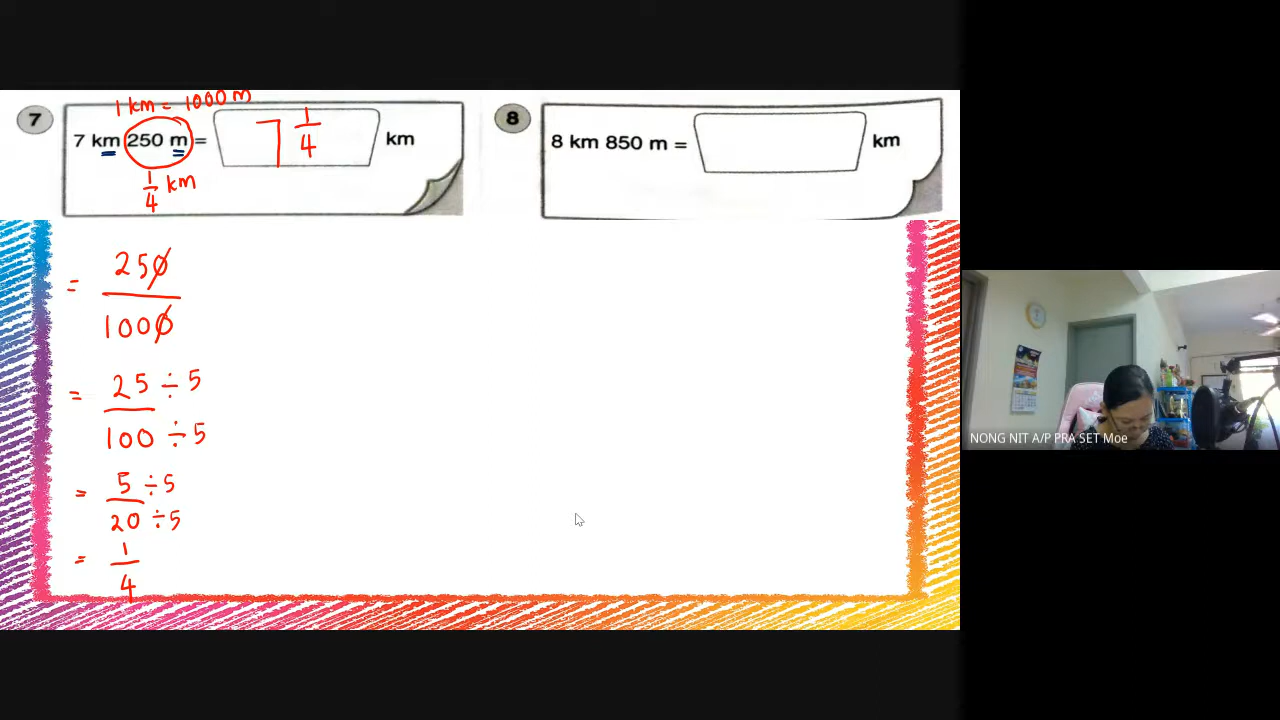 1 km = 1000 m
7
7 km 250 m = 7 1/4 km
1/4 km
8
8 km 850 m = km
= 250/1000
= 25 ÷ 5 / 100 ÷ 5
= 5 ÷ 5 / 20 ÷ 5
= 1/4
NONG NIT A/P PRA SET Moe